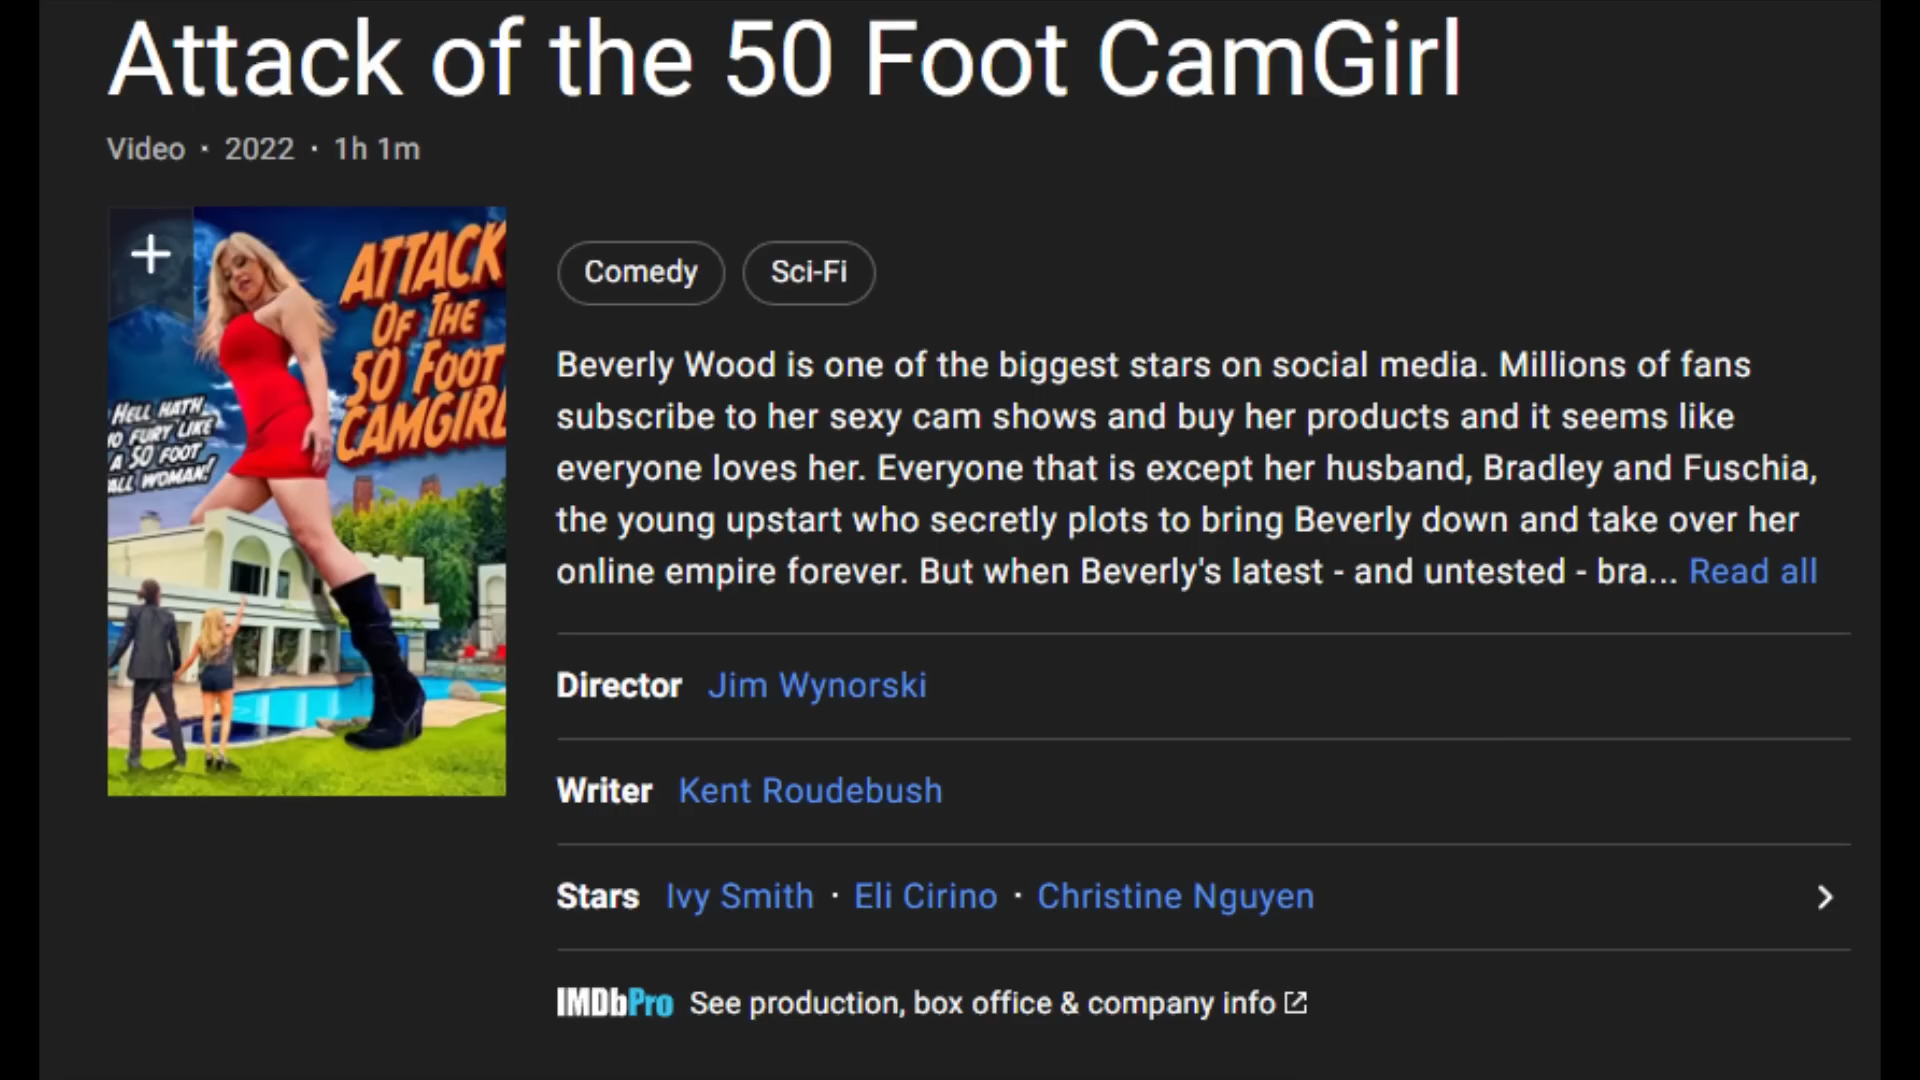 Attack of the 50 Foot CamGirl
Video · 2022 · 1h 1m
ATTACK
OF THE
50 FOOT
CAMGIRL
HELL HATH
NO FURY LIKE
A 50 FOOT
ALL WOMAN!
Comedy
Sci-Fi
Beverly Wood is one of the biggest stars on social media. Millions of fans
subscribe to her sexy cam shows and buy her products and it seems like
everyone loves her. Everyone that is except her husband, Bradley and Fuschia,
the young upstart who secretly plots to bring Beverly down and take over her
online empire forever. But when Beverly's latest - and untested - bra... Read all
Director Jim Wynorski
Writer Kent Roudebush
Stars Ivy Smith · Eli Cirino · Christine Nguyen
IMDbPro See production, box office & company info